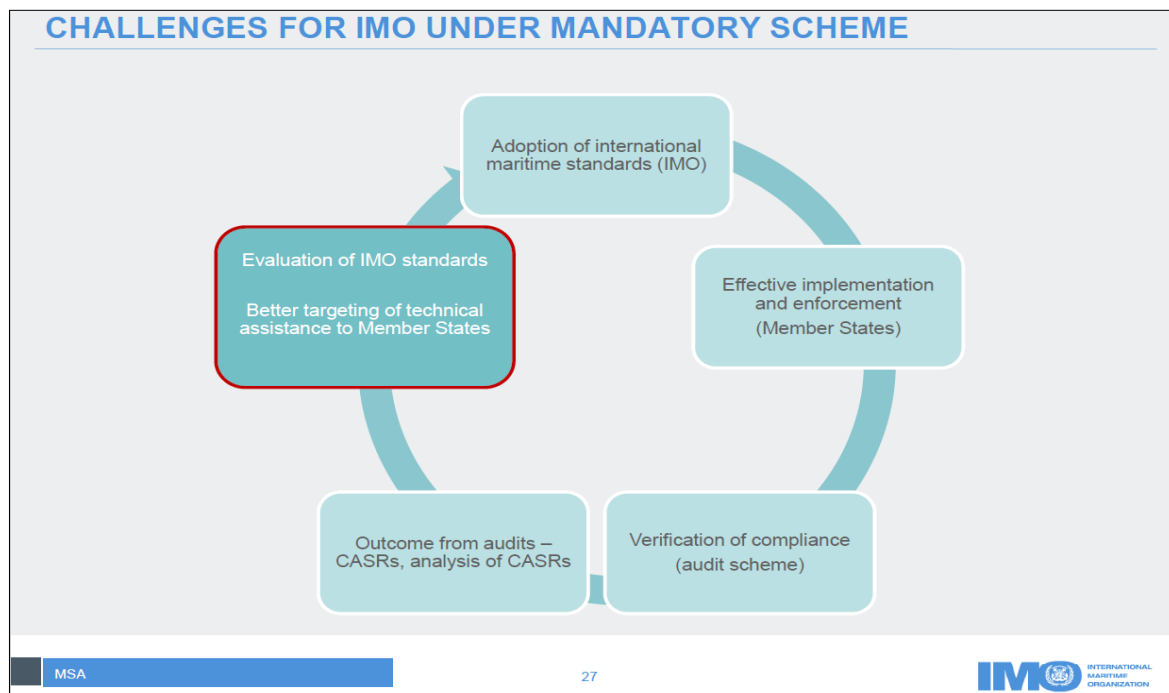 CHALLENGES FOR IMO UNDER MANDATORY SCHEME
Adoption of international
maritime standards (IMO)
Effective implementation
and enforcement
(Member States)
Verification of compliance
(audit scheme)
Outcome from audits –
CASRs, analysis of CASRs
Evaluation of IMO standards
Better targeting of technical
assistance to Member States
MSA
27
IMO
INTERNATIONAL
MARITIME
ORGANIZATION